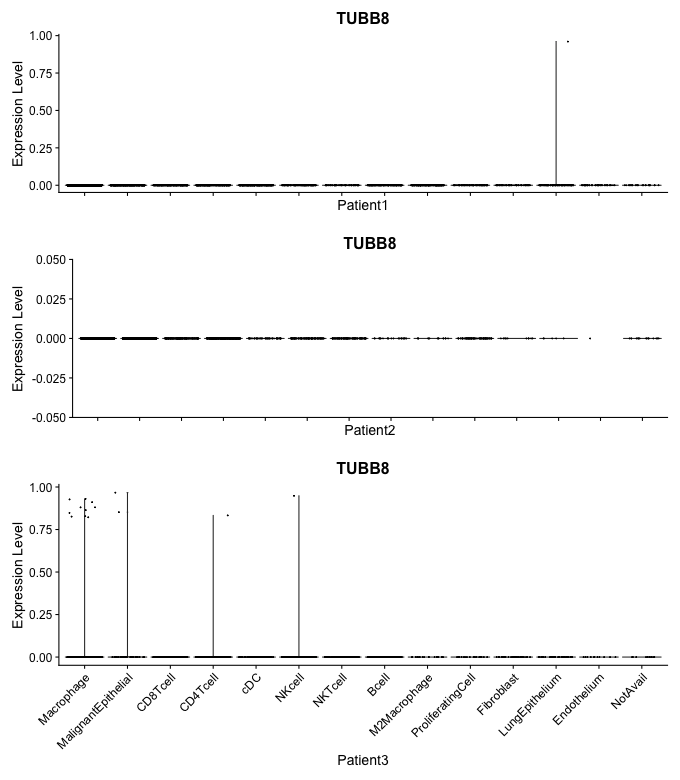 TUBB8
1.00
0.75
0.50
0.25
0.00
Expression Level
Patient1
TUBB8
0.050
0.025
0.000
-0.025
-0.050
Expression Level
Patient2
TUBB8
1.00
0.75
0.50
0.25
0.00
Expression Level
Macrophage
MalignantEpithelial
CD8Tcell
CD4Tcell
cDC
NKcell
NKTcell
Bcell
M2Macrophage
ProliferatingCell
Fibroblast
LungEpithelium
Endothelium
NotAvail
Patient3